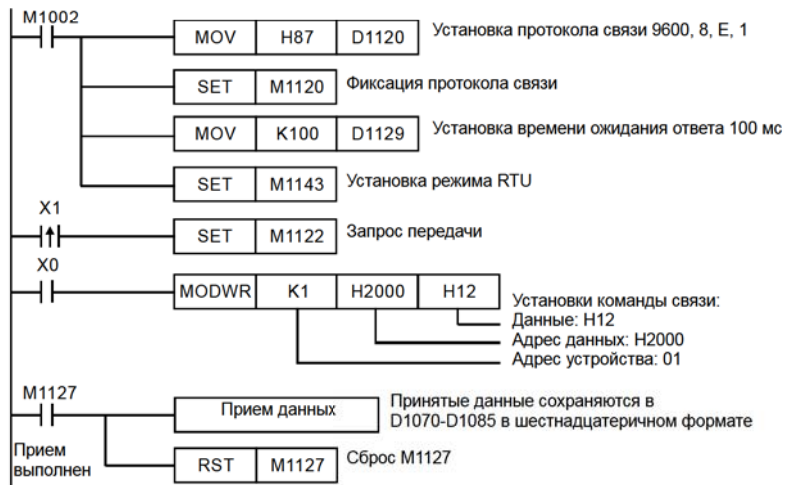 M1002
MOV H87 D1120 Установка протокола связи 9600, 8, E, 1
SET M1120 Фиксация протокола связи
MOV K100 D1129 Установка времени ожидания ответа 100 мс
SET M1143 Установка режима RTU
X1
SET M1122 Запрос передачи
X0
MODWR K1 H2000 H12
Установки команды связи:
Данные: H12
Адрес данных: H2000
Адрес устройства: 01
M1127
Прием данных
Принятые данные сохраняются в
D1070-D1085 в шестнадцатеричном формате
Прием
выполнен
RST M1127 Сброс M1127